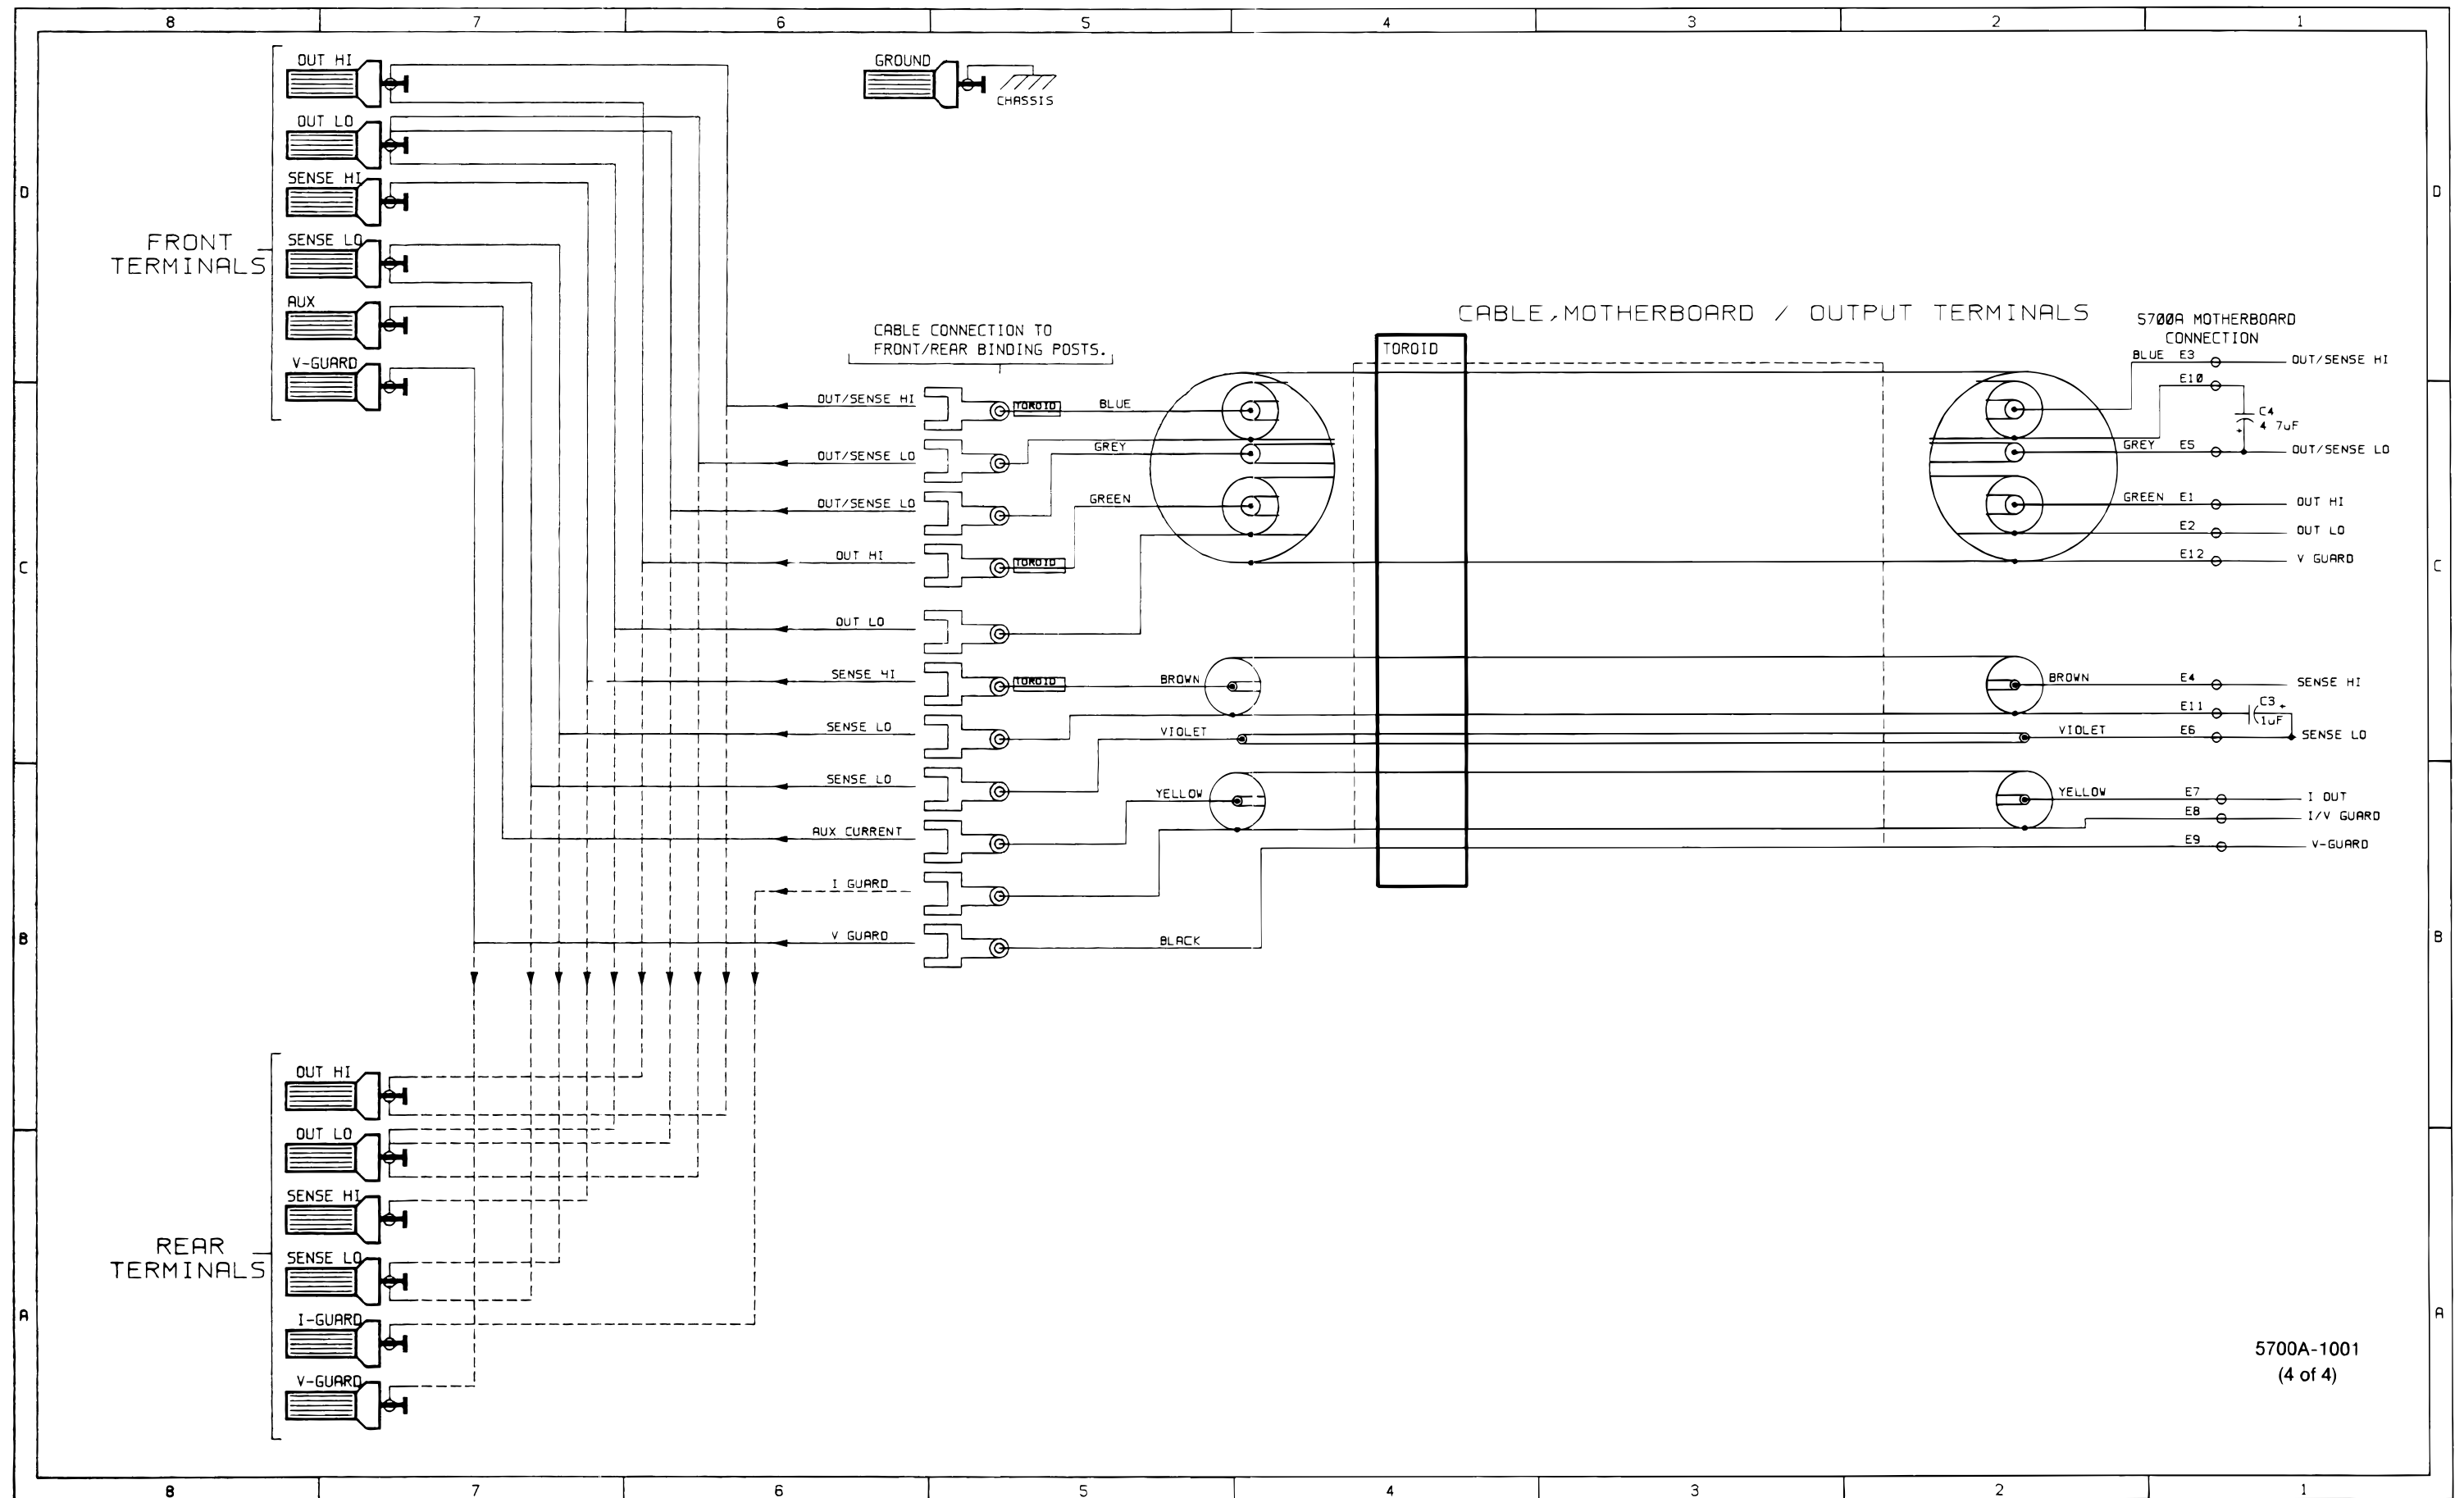 8 7 6 5 4 3 2 1
OUT HI
GROUND
CHASSIS
OUT LO
SENSE HI
D
D
FRONT
TERMINALS
SENSE LO
AUX
V-GUARD
CABLE CONNECTION TO
FRONT/REAR BINDING POSTS.
CABLE,MOTHERBOARD / OUTPUT TERMINALS
TOROID
5700A MOTHERBOARD
CONNECTION
BLUE E3 OUT/SENSE HI
E10
OUT/SENSE HI TOROID BLUE
C4
4 7uF
OUT/SENSE LO GREY
GREY E5 OUT/SENSE LO
OUT/SENSE LO GREEN
GREEN E1 OUT HI
E2 OUT LO
OUT HI TOROID
E12 V GUARD
C
C
OUT LO
SENSE HI TOROID BROWN
BROWN E4 SENSE HI
E11 C3 +
1uF
SENSE LO VIOLET
VIOLET E6 SENSE LO
SENSE LO YELLOW
YELLOW E7 I OUT
E8 I/V GUARD
AUX CURRENT
E9 V-GUARD
I GUARD
V GUARD BLACK
B
B
OUT HI
OUT LO
SENSE HI
REAR
TERMINALS
SENSE LO
A
A
I-GUARD
V-GUARD
5700A-1001
(4 of 4)
8 7 6 5 4 3 2 1